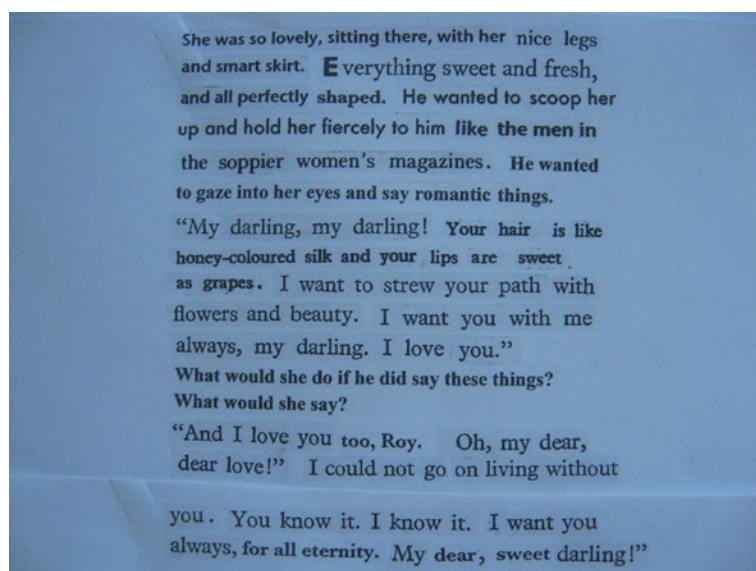 She was so lovely, sitting there, with her nice legs
and smart skirt. Everything sweet and fresh,
and all perfectly shaped. He wanted to scoop her
up and hold her fiercely to him like the men in
the soppier women's magazines. He wanted
to gaze into her eyes and say romantic things.
“My darling, my darling! Your hair is like
honey-coloured silk and your lips are sweet
as grapes. I want to strew your path with
flowers and beauty. I want you with me
always, my darling. I love you.”
What would she do if he did say these things?
What would she say?
“And I love you too, Roy. Oh, my dear,
dear love!” I could not go on living without
you. You know it. I know it. I want you
always, for all eternity. My dear, sweet darling!”